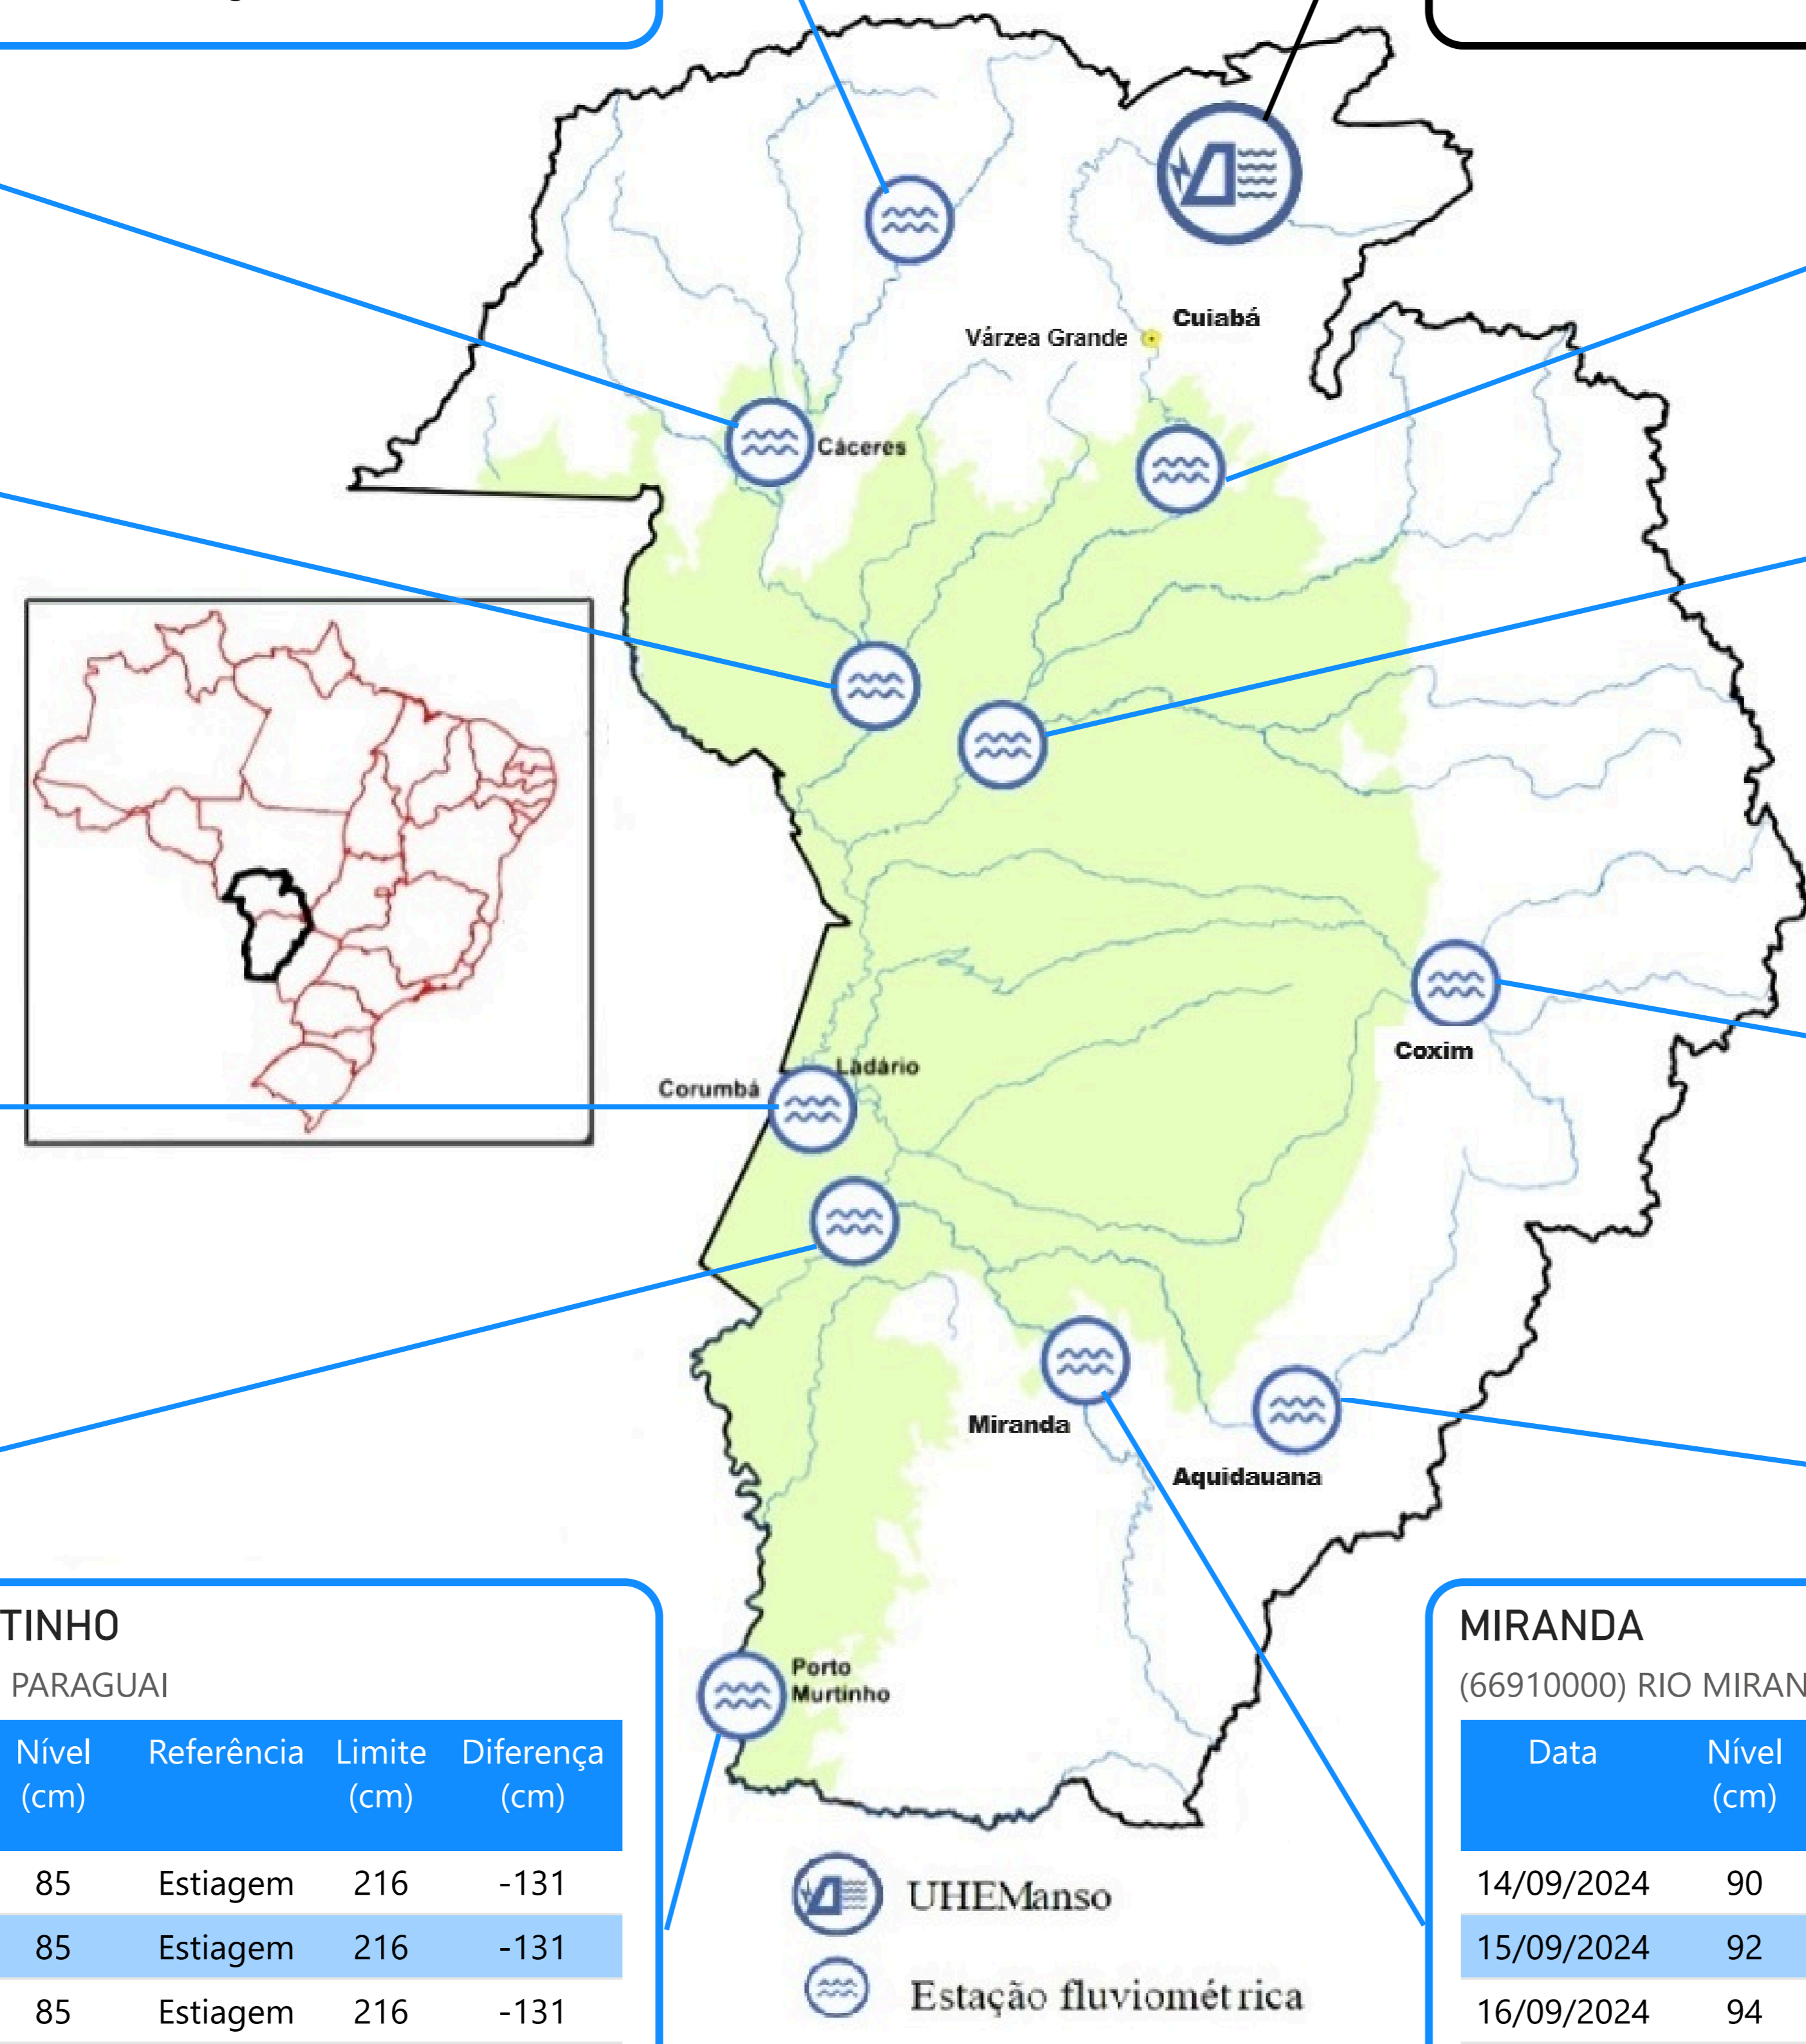 Cuiabá
Várzea Grande
Cáceres
Coxim
Ladário
Corumbá
Miranda
Aquidauana
Porto
Murtinho
TINHO
PARAGUAI
Nível
(cm)
Referência
Limite
(cm)
Diferença
(cm)
85 Estiagem 216 -131
85 Estiagem 216 -131
85 Estiagem 216 -131
UHEManso
Estação fluviométrica
MIRANDA
(66910000) RIO MIRAN
Data
Nível
(cm)
14/09/2024 90
15/09/2024 92
16/09/2024 94